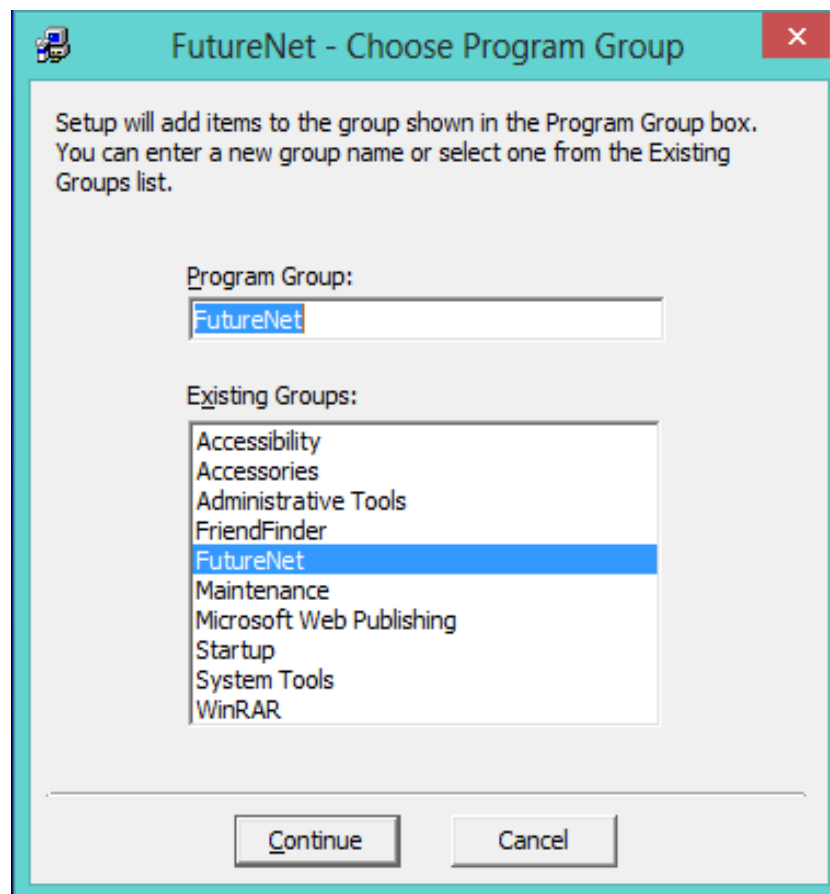 FutureNet - Choose Program Group
Setup will add items to the group shown in the Program Group box.
You can enter a new group name or select one from the Existing
Groups list.
Program Group:
FutureNet
Existing Groups:
Accessibility
Accessories
Administrative Tools
FriendFinder
FutureNet
Maintenance
Microsoft Web Publishing
Startup
System Tools
WinRAR
Continue
Cancel